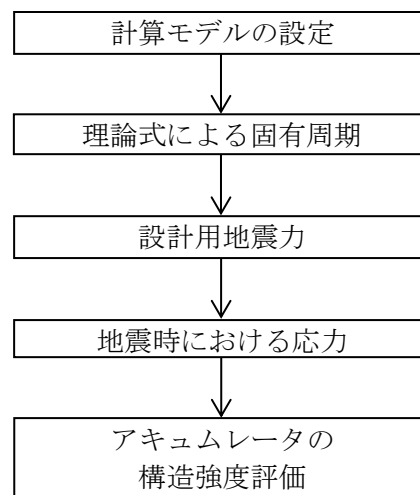 計算モデルの設定
理論式による固有周期
設計用地震力
地震時における応力
アキュムレータの
構造強度評価